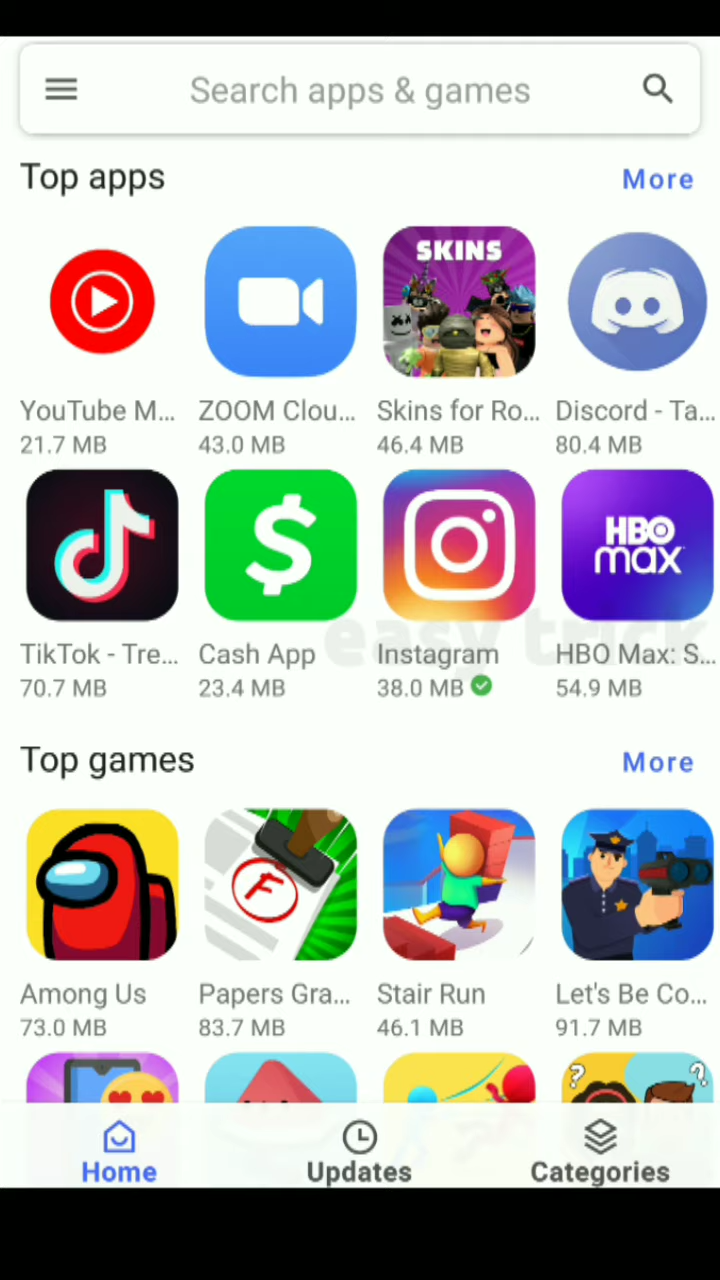 Search apps & games
Top apps
More
SKINS
YouTube M...
ZOOM Clou...
Skins for Ro...
Discord - Ta...
21.7 MB
43.0 MB
46.4 MB
80.4 MB
$
HBO
max
easy trick
TikTok - Tre...
Cash App
Instagram
HBO Max: S...
70.7 MB
23.4 MB
38.0 MB
54.9 MB
Top games
More
F
Among Us
Papers Gra...
Stair Run
Let's Be Co...
73.0 MB
83.7 MB
46.1 MB
91.7 MB
? ?
Home
Updates
Categories